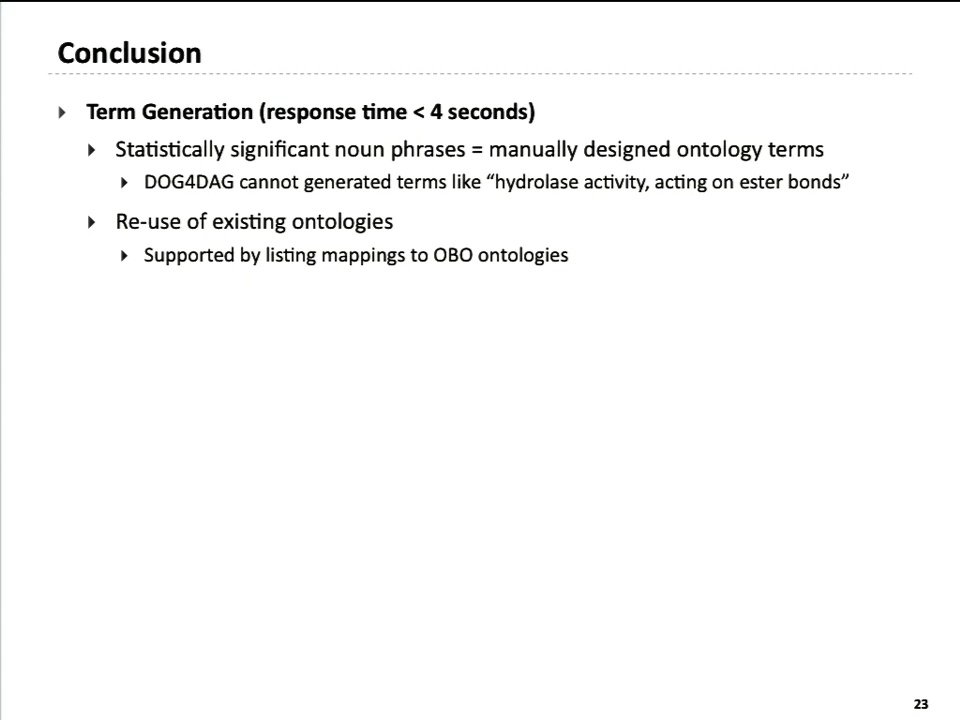 Conclusion
Term Generation (response time < 4 seconds)
Statistically significant noun phrases = manually designed ontology terms
DOG4DAG cannot generated terms like “hydrolase activity, acting on ester bonds”
Re-use of existing ontologies
Supported by listing mappings to OBO ontologies
23